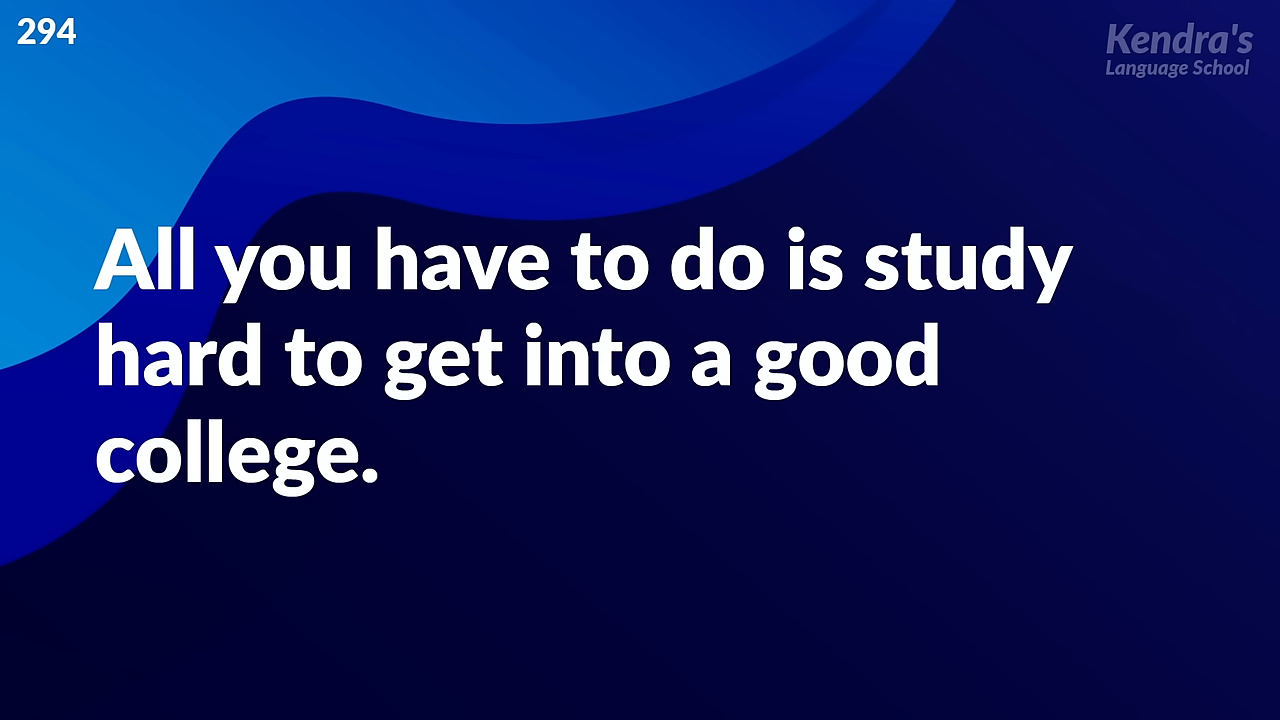 294
Kendra's
Language School
All you have to do is study
hard to get into a good
college.